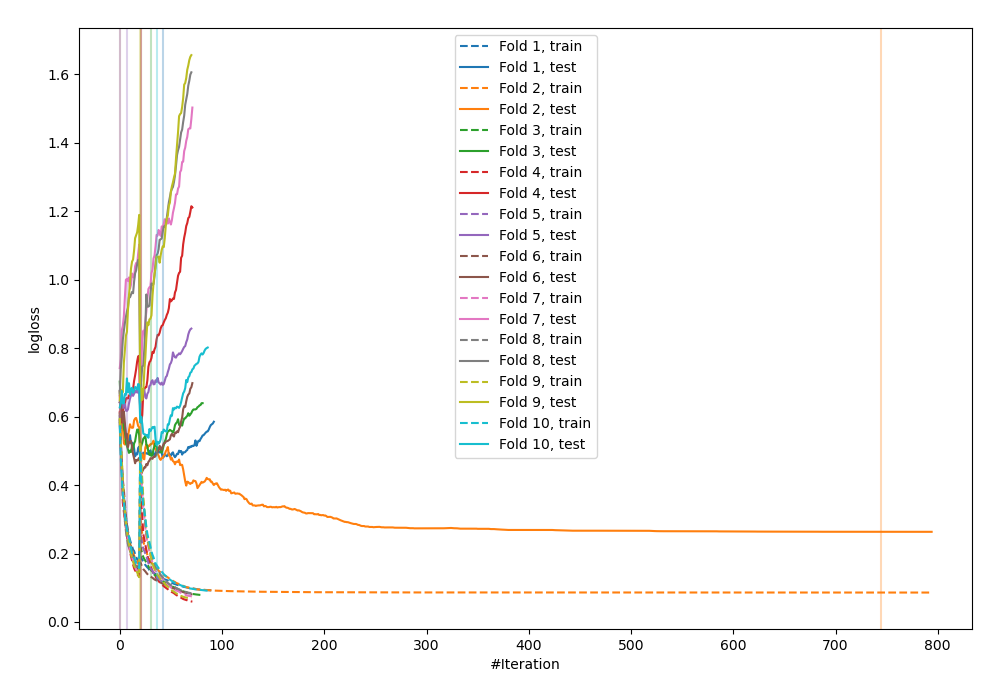 logloss
1.6
1.4
1.2
1.0
0.8
0.6
0.4
0.2
0.0
Fold 1, train
Fold 1, test
Fold 2, train
Fold 2, test
Fold 3, train
Fold 3, test
Fold 4, train
Fold 4, test
Fold 5, train
Fold 5, test
Fold 6, train
Fold 6, test
Fold 7, train
Fold 7, test
Fold 8, train
Fold 8, test
Fold 9, train
Fold 9, test
Fold 10, train
Fold 10, test
0 100 200 300 400 500 600 700 800
#Iteration